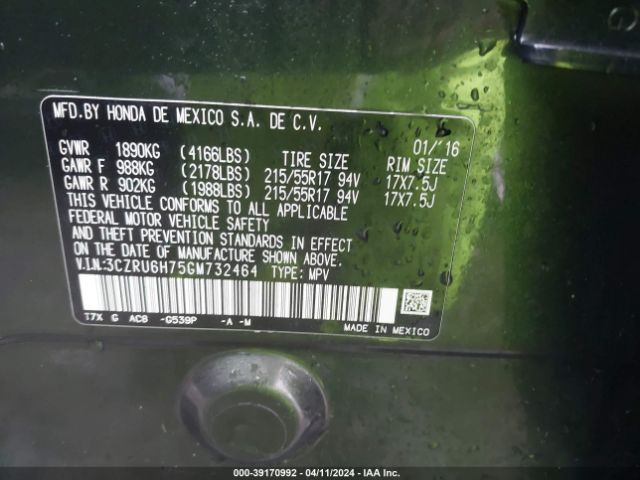 MFD.BY HONDA DE MEXICO S.A. DE C.V.
01/'16
GVWR 1890KG (4166LBS) TIRE SIZE RIM SIZE
GAWR F 988KG (2178LBS) 215/55R17 94V 17X7.5J
GAWR R 902KG (1988LBS) 215/55R17 94V 17X7.5J
THIS VEHICLE CONFORMS TO ALL APPLICABLE
FEDERAL MOTOR VEHICLE SAFETY
AND THEFT PREVENTION STANDARDS IN EFFECT
ON THE DATE OF MANUFACTURE SHOWN ABOVE.
V.I.N.:3CZRU6H75GM732464 TYPE: MPV
T7X G AC8 -G539P -A -M
MADE IN MEXICO
000-39170992 / 04/11/2024 - IAA Inc.